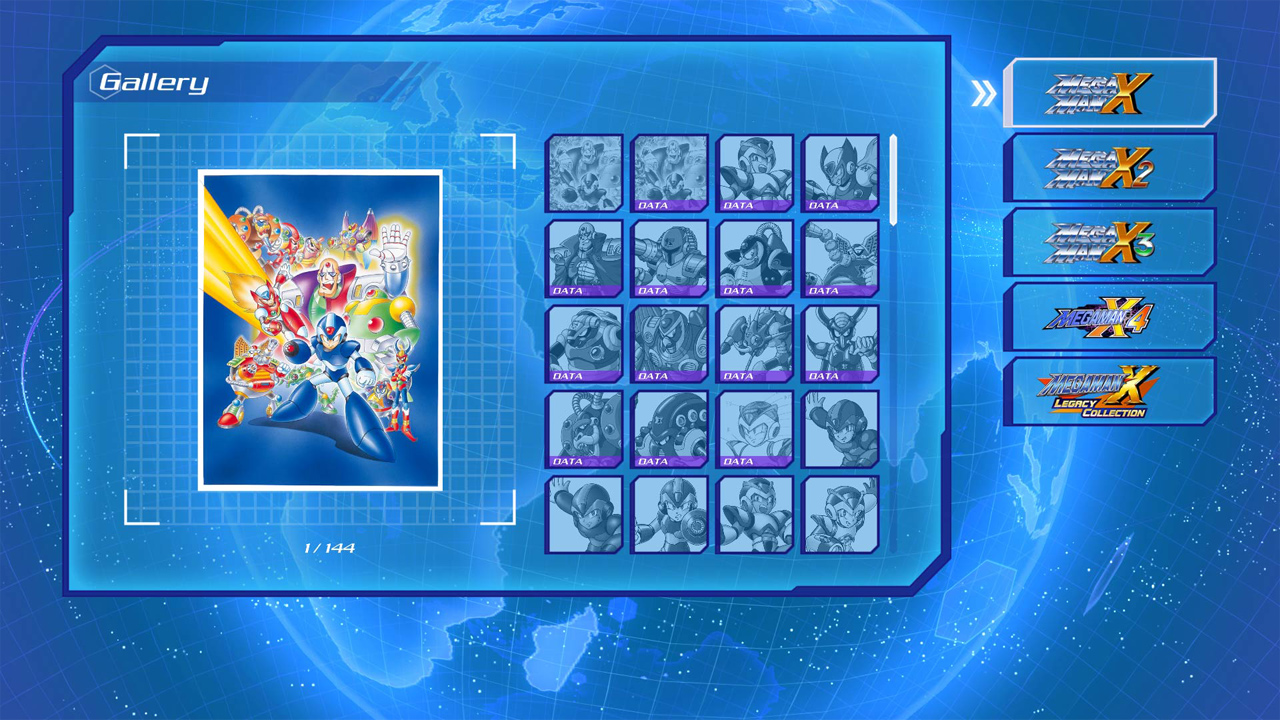 Gallery
DATA
DATA
DATA
DATA
DATA
DATA
DATA
DATA
DATA
DATA
DATA
DATA
DATA
DATA
1/144
MEGA MAN X
MEGA MAN X2
MEGA MAN X3
MEGAMAN X4
MEGAMAN X
LEGACY
COLLECTION